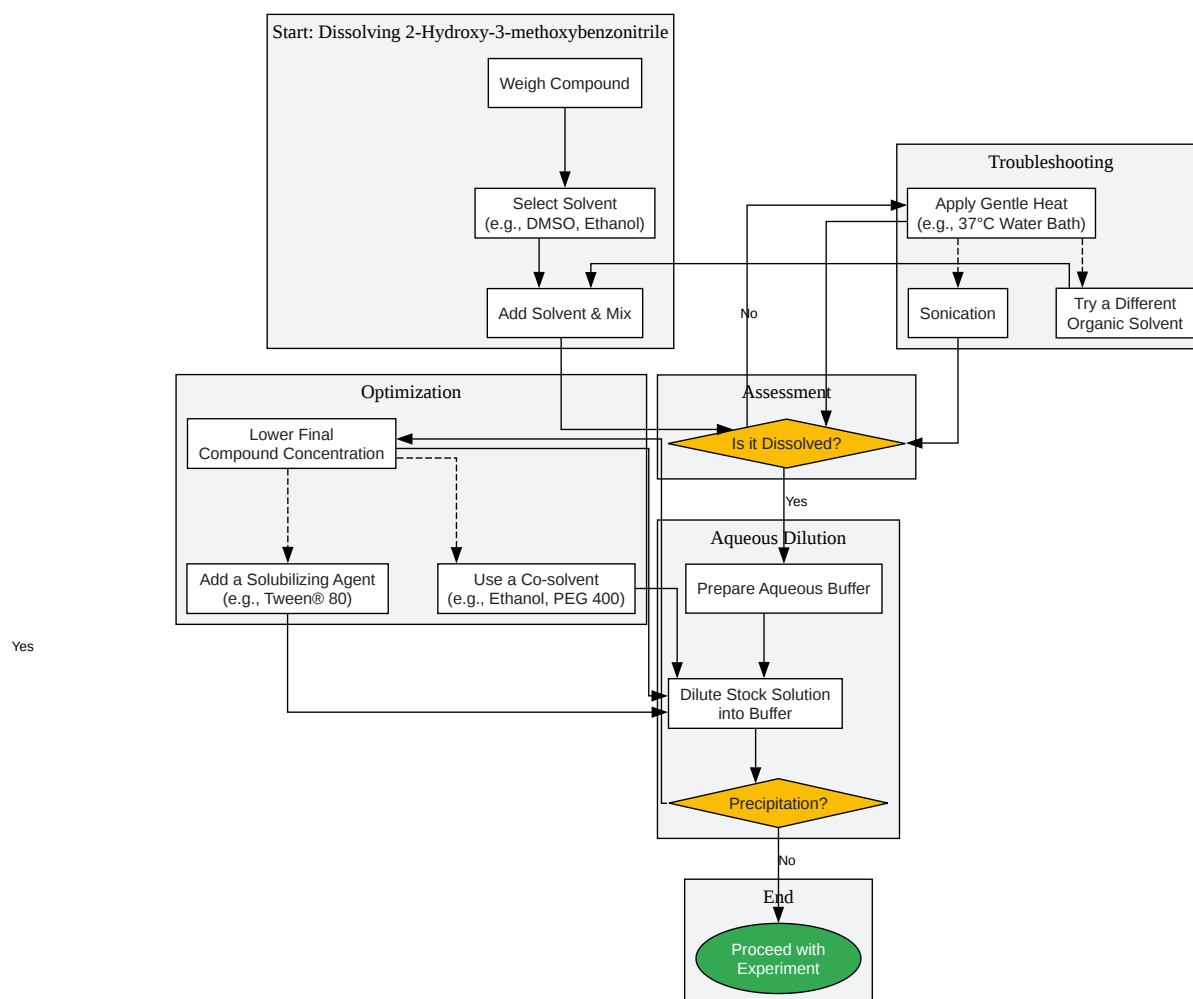 Start: Dissolving 2-Hydroxy-3-methoxybenzonitrile
Weigh Compound
Select Solvent
(e.g., DMSO, Ethanol)
Add Solvent & Mix
Troubleshooting
Apply Gentle Heat
(e.g., 37°C Water Bath)
Sonication
Try a Different
Organic Solvent
No
Optimization
Lower Final
Compound Concentration
Add a Solubilizing Agent
(e.g., Tween® 80)
Use a Co-solvent
(e.g., Ethanol, PEG 400)
Assessment
Is it Dissolved?
Yes
Aqueous Dilution
Prepare Aqueous Buffer
Dilute Stock Solution
into Buffer
Precipitation?
Yes
No
End
Proceed with
Experiment